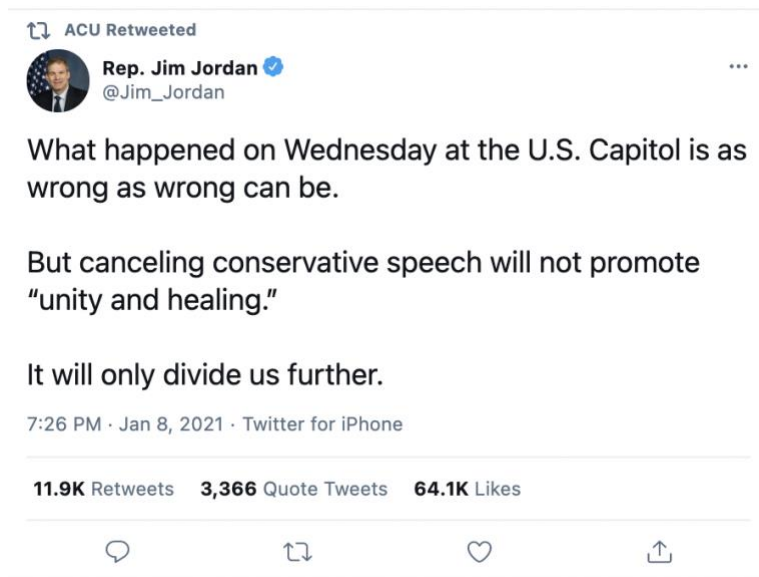 ACU Retweeted
Rep. Jim Jordan
@Jim_Jordan
What happened on Wednesday at the U.S. Capitol is as
wrong as wrong can be.
But canceling conservative speech will not promote
“unity and healing.”
It will only divide us further.
7:26 PM · Jan 8, 2021 · Twitter for iPhone
11.9K Retweets 3,366 Quote Tweets 64.1K Likes